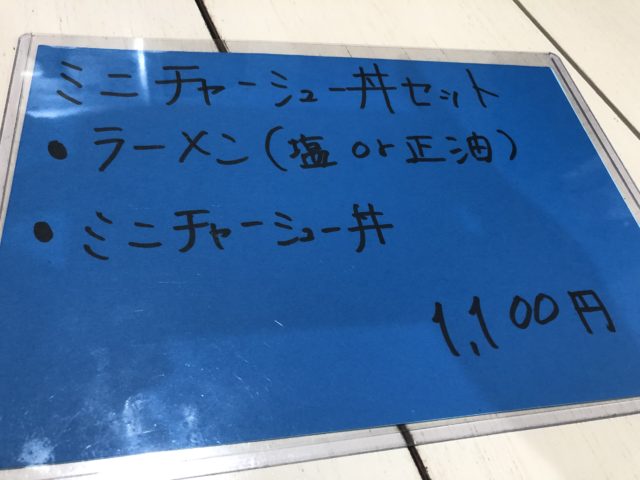 ミニチャーシュー丼セット
• ラーメン(塩 or 正油)
• ミニチャーシュー丼
1,100円